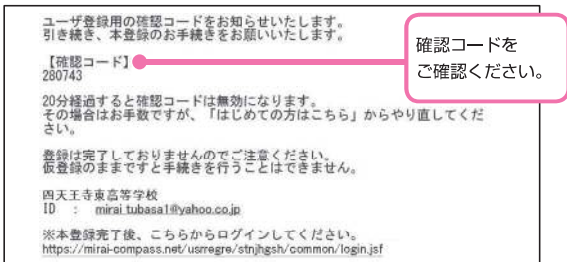 ユーザ登録用の確認コードをお知らせいたします。
引き続き、本登録のお手続きをお願いいたします。
【確認コード】
280743
確認コードを
ご確認ください。
20分経過すると確認コードは無効になります。
その場合はお手数ですが、「はじめての方はこちら」からやり直してくだ
さい。
登録は完了しておりませんのでご注意ください。
仮登録のままですと手続きを行うことはできません。
四天王寺東高等学校
ID ： mirai.tubasa1@yahoo.co.jp
※本登録完了後、こちらからログインしてください。
https://mirai-compass.net/usrregre/stnjhgsh/common/login.jsf